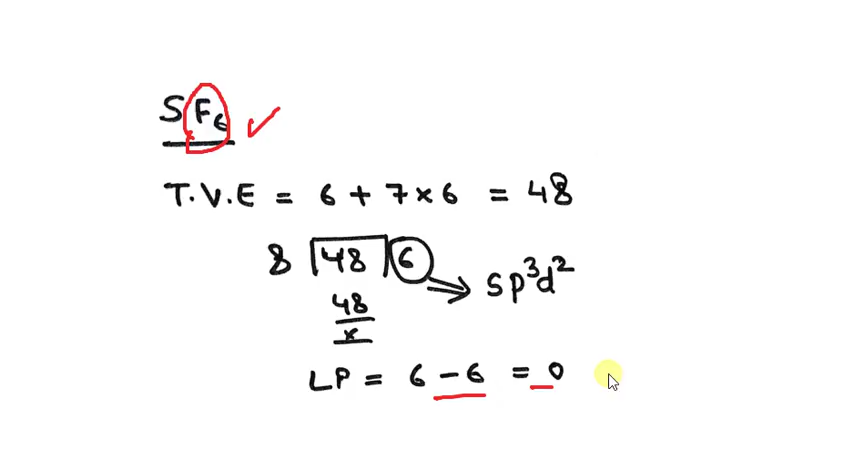 SF₆ ✓
T.V.E = 6 + 7×6 = 48
8 48 6 ⇒ sp³d²
48
x
LP = 6 - 6 = 0